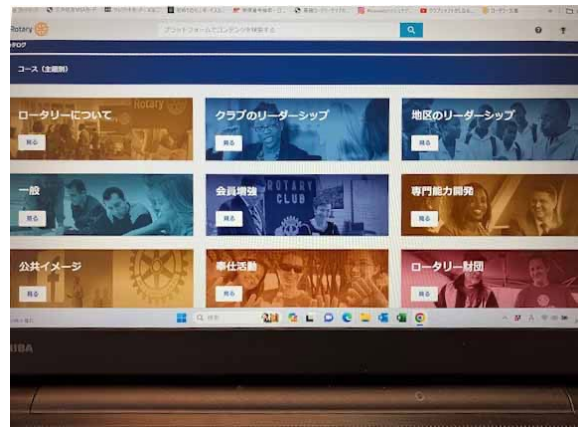 Rotary
プラットフォームでコンテンツを検索する
コース（主題別）
ロータリーについて
見る
クラブのリーダーシップ
見る
地区のリーダーシップ
見る
一般
見る
会員増強
見る
ROTARY
CLUB
専門能力開発
見る
公共イメージ
見る
奉仕活動
見る
ロータリー財団
見る
検索